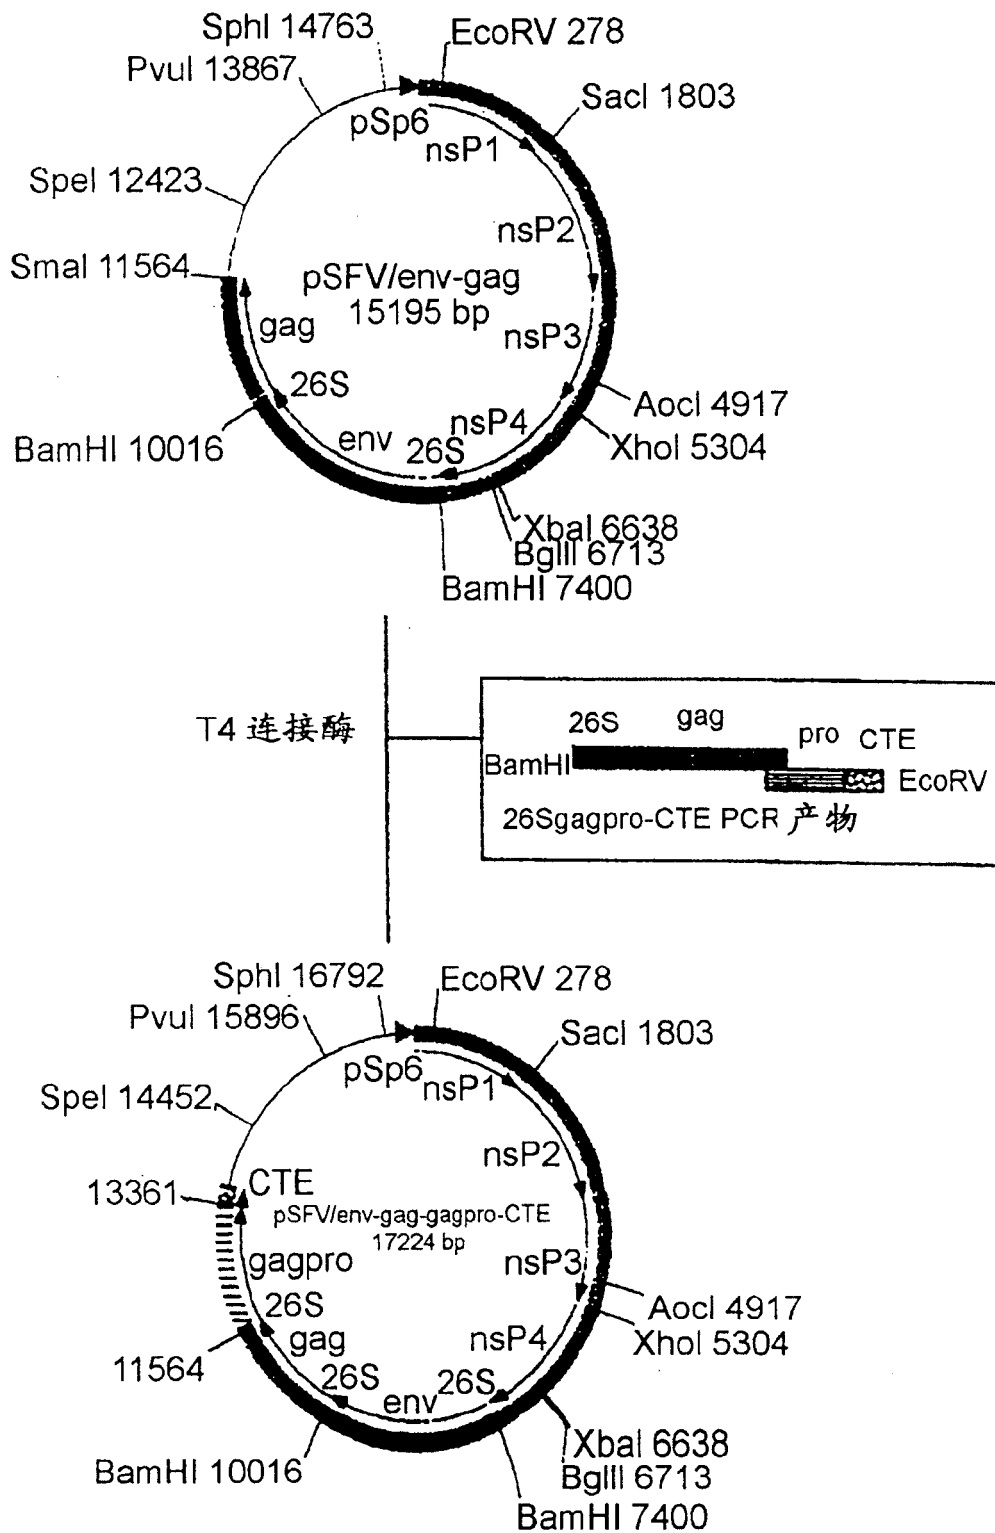 SphI 14763
EcoRV 278
PvuI 13867
SacI 1803
pSp6
nsP1
SpeI 12423
nsP2
SmaI 11564
pSFV/env-gag
15195 bp
gag
nsP3
26S
AocI 4917
nsP4
BamHI 10016
env
26S
XhoI 5304
XbaI 6638
BglII 6713
BamHI 7400
T4 连接酶
26S
gag
pro
CTE
BamHI
EcoRV
26Sgagpro-CTE PCR 产物
SphI 16792
EcoRV 278
PvuI 15896
SacI 1803
pSp6
nsP1
SpeI 14452
nsP2
13361
CTE
pSFV/env-gag-gagpro-CTE
17224 bp
gagpro
nsP3
26S
AocI 4917
gag
nsP4
XhoI 5304
11564
26S
env
26S
XbaI 6638
BamHI 10016
BglII 6713
BamHI 7400